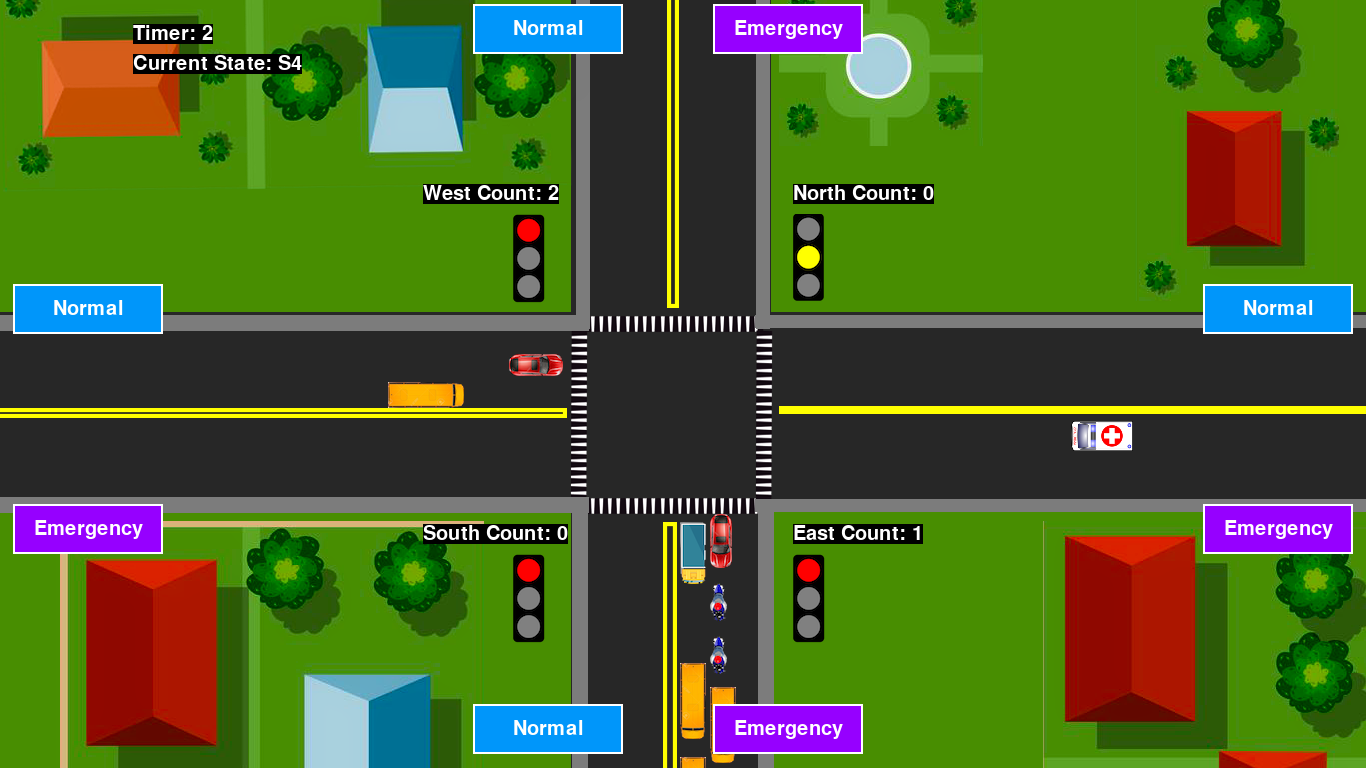 Normal
Emergency
Timer: 2
Current State: S4
West Count: 2
North Count: 0
Normal
Normal
Emergency
South Count: 0
East Count: 1
Emergency
Normal
Emergency